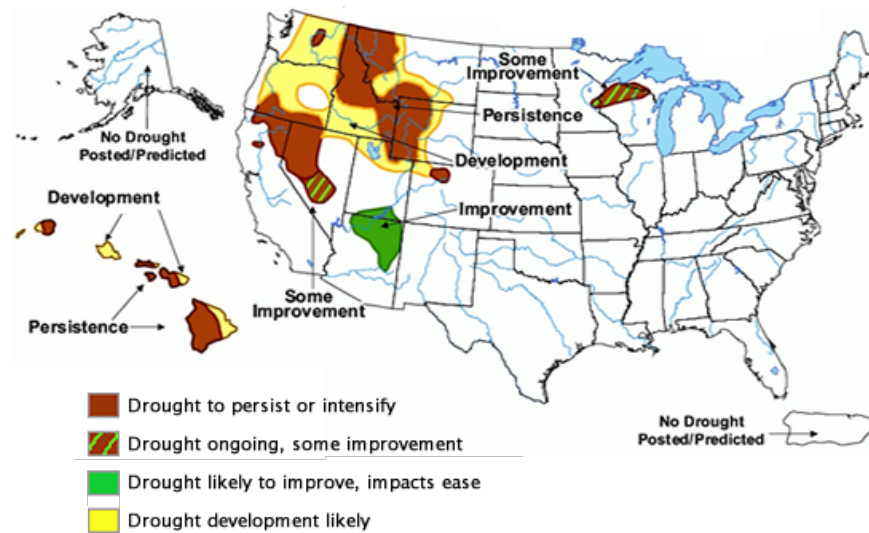 Some
Improvement
Persistence
No Drought
Posted/Predicted
Development
Development
Improvement
Some
Improvement
Persistence
Drought to persist or intensify
Drought ongoing, some improvement
Drought likely to improve, impacts ease
Drought development likely
No Drought
Posted/Predicted